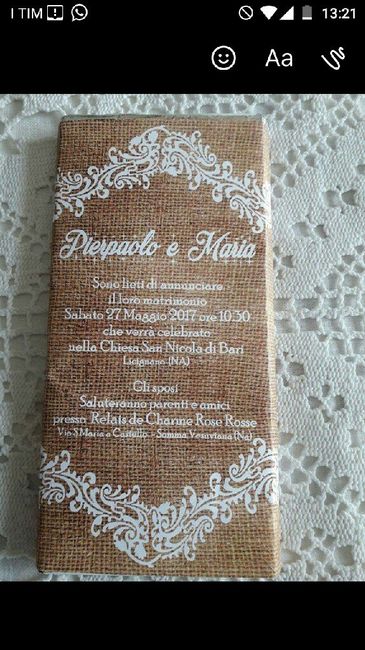 I TIM
13:21
Aa
Pierpaolo e Maria
Sono lieti di annunciare
il loro matrimonio
Sabato 27 Maggio 2017 ore 10.30
che verrà celebrato
nella Chiesa San Nicola di Bari
Licignano (NA)
Gli sposi
Saluteranno parenti e amici
presso Relais de Charme Rose Rosse
Via S Maria a Castello - Somma Vesuviana (Na)